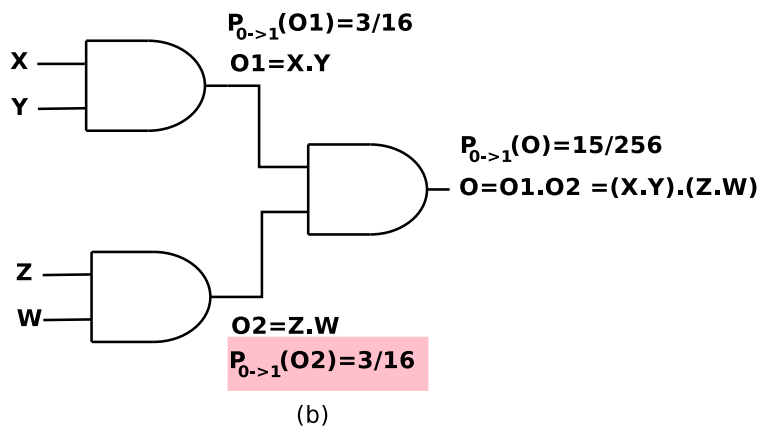 P0->1(O1)=3/16
X
O1=X.Y
Y
P0->1(O)=15/256
O=O1.O2 =(X.Y).(Z.W)
Z
W
O2=Z.W
P0->1(O2)=3/16
(b)